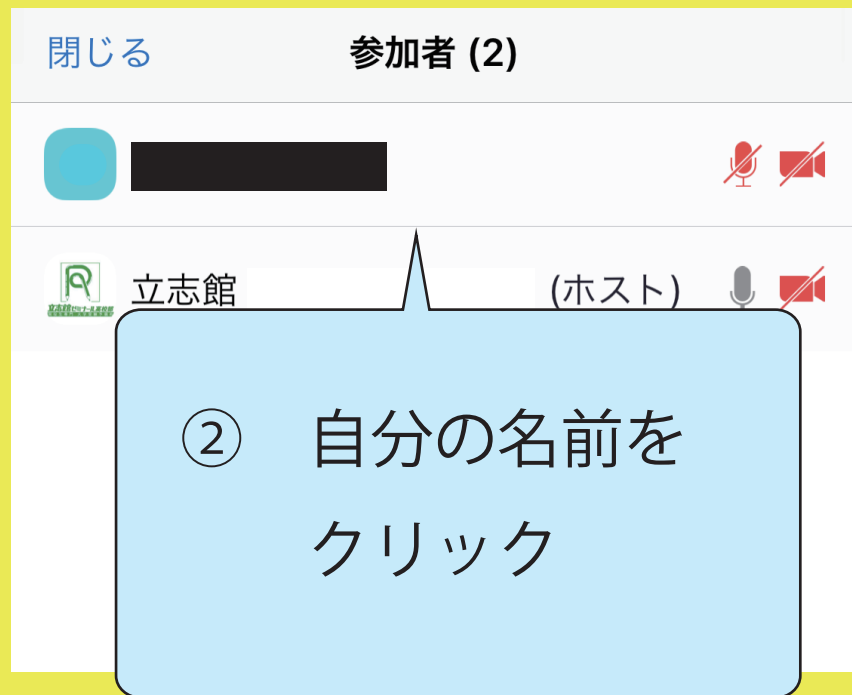 閉じる
参加者 (2)
立志館
(ホスト)
② 自分の名前を
クリック